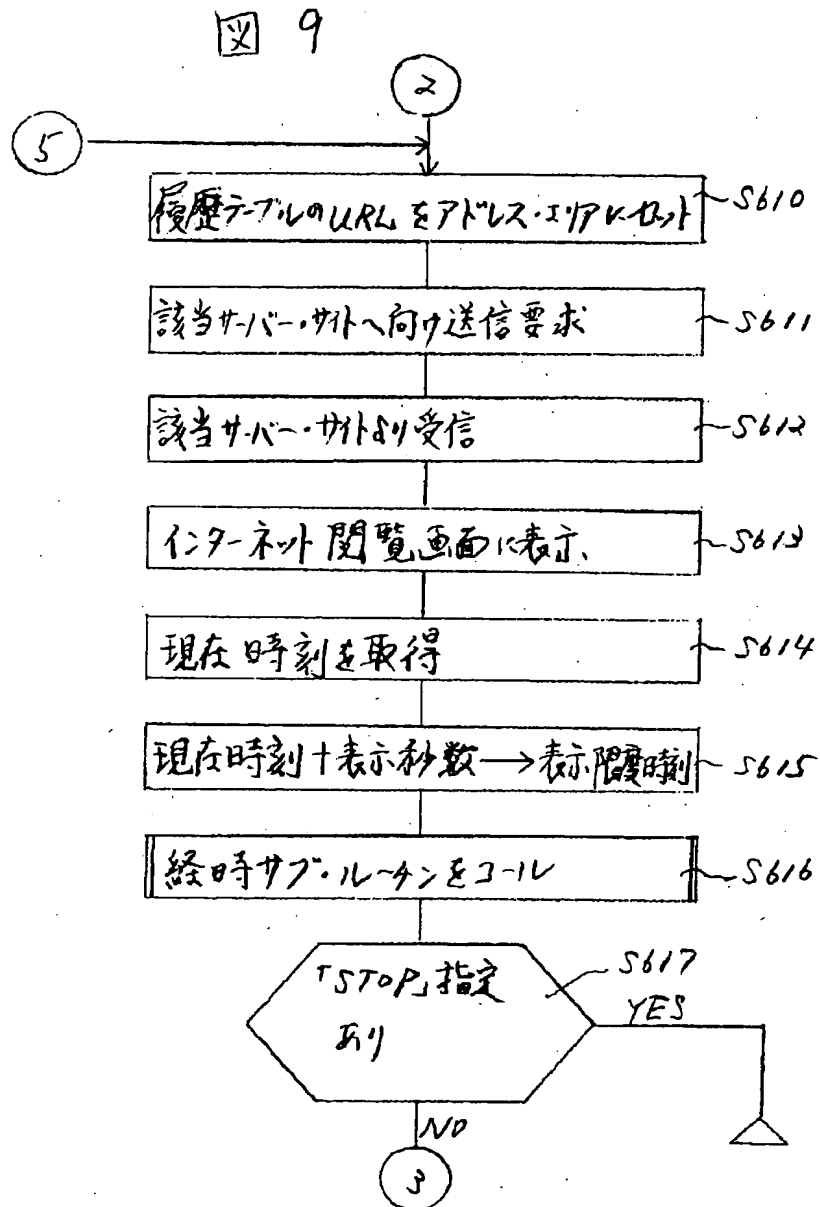 図 9
2
5
履歴テーブルのURLをアドレス・エリアにセット
S610
該当サーバー・サイトへ向け送信要求
S611
該当サーバー・サイトより受信
S612
インターネット閲覧画面に表示
S613
現在時刻を取得
S614
現在時刻+表示秒数→表示限度時刻
S615
経時サブ・ルーチンをコール
S616
「STOP」指定
あり
S617
YES
NO
3